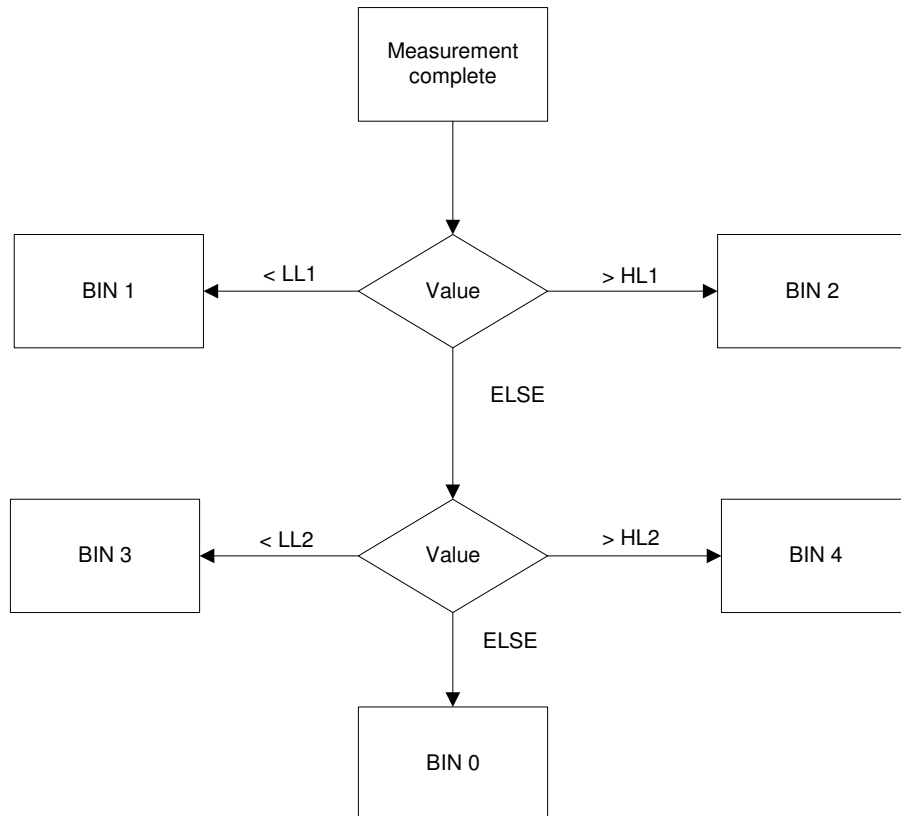 Measurement
complete
BIN 1
< LL1
Value
> HL1
BIN 2
ELSE
BIN 3
< LL2
Value
> HL2
BIN 4
ELSE
BIN 0